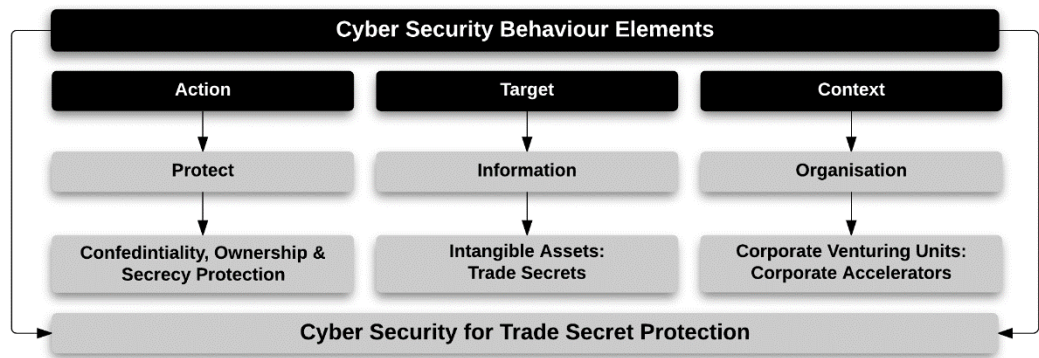 Cyber Security Behaviour Elements
Action
Target
Context
Protect
Information
Organisation
Confedintiality, Ownership &
Secrecy Protection
Intangible Assets:
Trade Secrets
Corporate Venturing Units:
Corporate Accelerators
Cyber Security for Trade Secret Protection